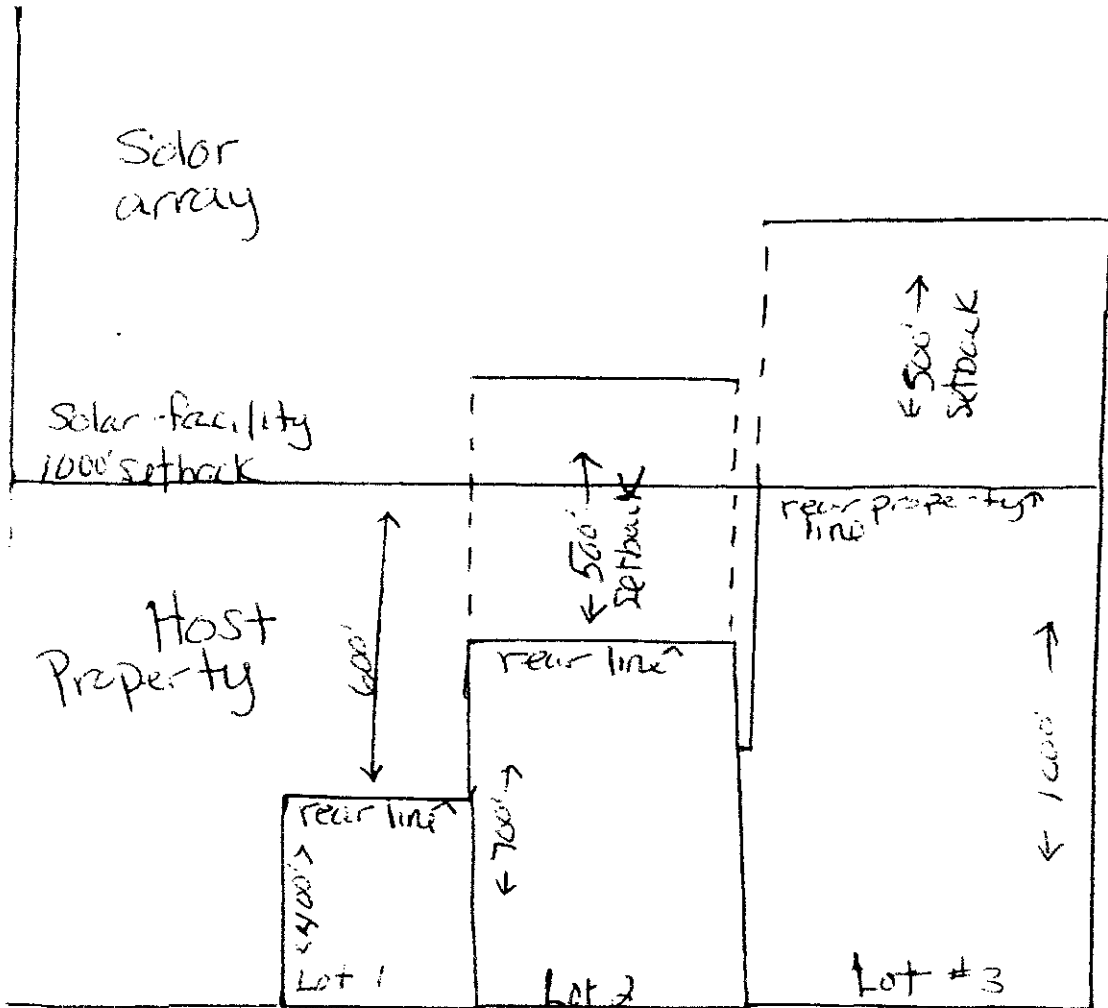 Solar
array
← 500' →
setback
Solar facility
1000' setback
← 500' →
setback
rear property↑
line
Host
Property
600'
rear line^
rear line^
← 700' →
<400'>
← 1000' →
Lot 1
Lot 2
Lot #3